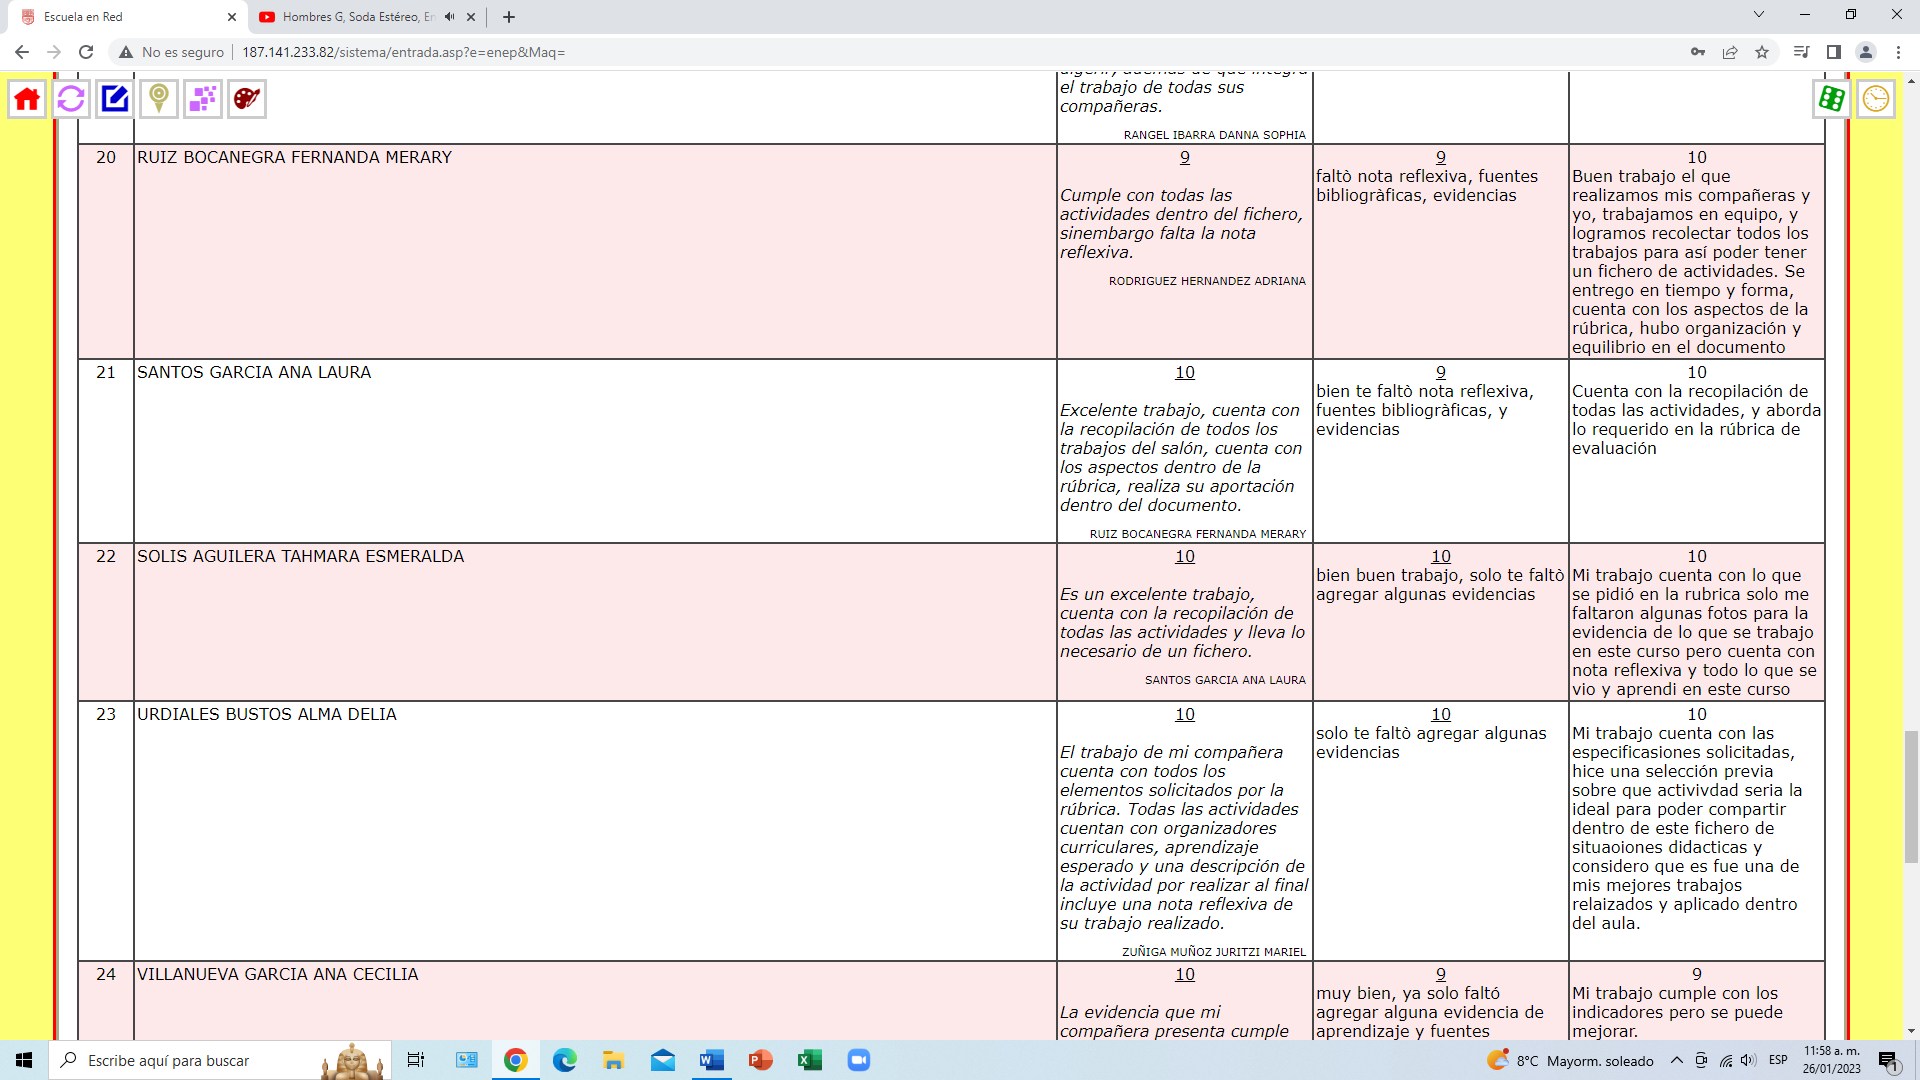 Escuela en Red
Hombres G, Soda Estéreo, En
No es seguro
187.141.233.82/sistema/entrada.asp?e=enep&Maq=
el trabajo de todas sus
compañeras.
RANGEL IBARRA DANNA SOPHIA
20
RUIZ BOCANEGRA FERNANDA MERARY
9
Cumple con todas las
actividades dentro del fichero,
sinembargo falta la nota
reflexiva.
RODRIGUEZ HERNANDEZ ADRIANA
9
faltò nota reflexiva, fuentes
bibliogràficas, evidencias
10
Buen trabajo el que
realizamos mis compañeras y
yo, trabajamos en equipo, y
logramos recolectar todos los
trabajos para así poder tener
un fichero de actividades. Se
entrego en tiempo y forma,
cuenta con los aspectos de la
rúbrica, hubo organización y
equilibrio en el documento
21
SANTOS GARCIA ANA LAURA
10
Excelente trabajo, cuenta con
la recopilación de todos los
trabajos del salón, cuenta con
los aspectos dentro de la
rúbrica, realiza su aportación
dentro del documento.
RUIZ BOCANEGRA FERNANDA MERARY
9
bien te faltò nota reflexiva,
fuentes bibliogràficas, y
evidencias
10
Cuenta con la recopilación de
todas las actividades, y aborda
lo requerido en la rúbrica de
evaluación
22
SOLIS AGUILERA TAHMARA ESMERALDA
10
Es un excelente trabajo,
cuenta con la recopilación de
todas las actividades y lleva lo
necesario de un fichero.
SANTOS GARCIA ANA LAURA
10
bien buen trabajo, solo te faltò
agregar algunas evidencias
10
Mi trabajo cuenta con lo que
se pidió en la rubrica solo me
faltaron algunas fotos para la
evidencia de lo que se trabajo
en este curso pero cuenta con
nota reflexiva y todo lo que se
vio y aprendi en este curso
23
URDIALES BUSTOS ALMA DELIA
10
El trabajo de mi compañera
cuenta con todos los
elementos solicitados por la
rúbrica. Todas las actividades
cuentan con organizadores
curriculares, aprendizaje
esperado y una descripción de
la actividad por realizar al final
incluye una nota reflexiva de
su trabajo realizado.
ZUÑIGA MUÑOZ JURITZI MARIEL
10
solo te faltò agregar algunas
evidencias
10
Mi trabajo cuenta con las
especificasiones solicitadas,
hice una selección previa
sobre que activivdad seria la
ideal para poder compartir
dentro de este fichero de
situaoiones didacticas y
considero que es fue una de
mis mejores trabajos
relaizados y aplicado dentro
del aula.
24
VILLANUEVA GARCIA ANA CECILIA
10
La evidencia que mi
compañera presenta cumple
9
muy bien, ya solo faltó
agregar alguna evidencia de
aprendizaje y fuentes
9
Mi trabajo cumple con los
indicadores pero se puede
mejorar.
Escribe aquí para buscar
8°C Mayorm. soleado
ESP
11:58 a. m.
26/01/2023
1